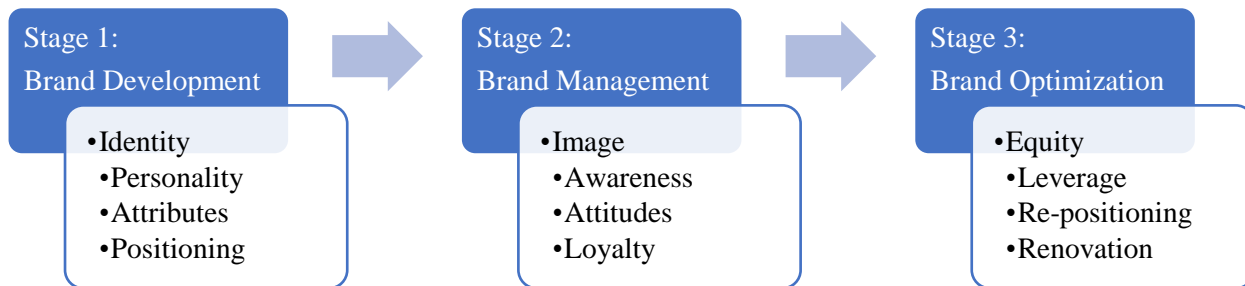 Stage 1:
Brand Development
•Identity
•Personality
•Attributes
•Positioning
Stage 2:
Brand Management
•Image
•Awareness
•Attitudes
•Loyalty
Stage 3:
Brand Optimization
•Equity
•Leverage
•Re-positioning
•Renovation